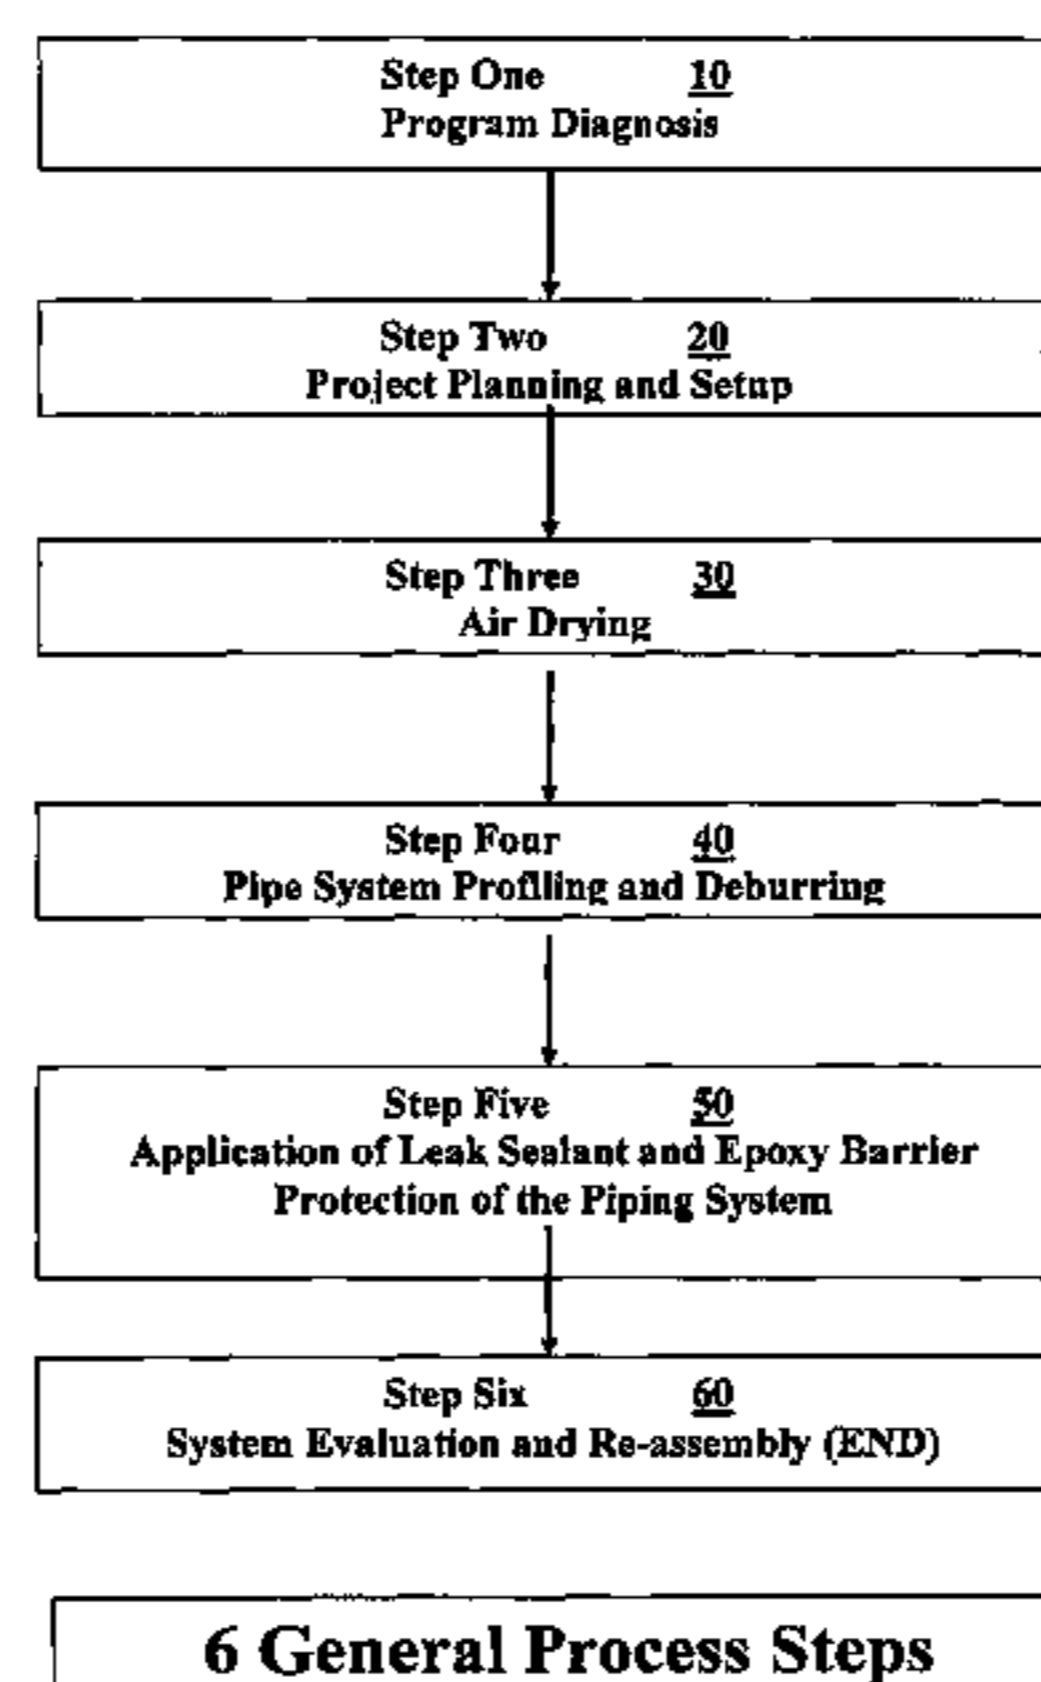 Step One 10
Program Diagnosis
Step Two 20
Project Planning and Setup
Step Three 30
Air Drying
Step Four 40
Pipe System Profiling and Deburring
Step Five 50
Application of Leak Sealant and Epoxy Barrier
Protection of the Piping System
Step Six 60
System Evaluation and Re-assembly (END)
6 General Process Steps